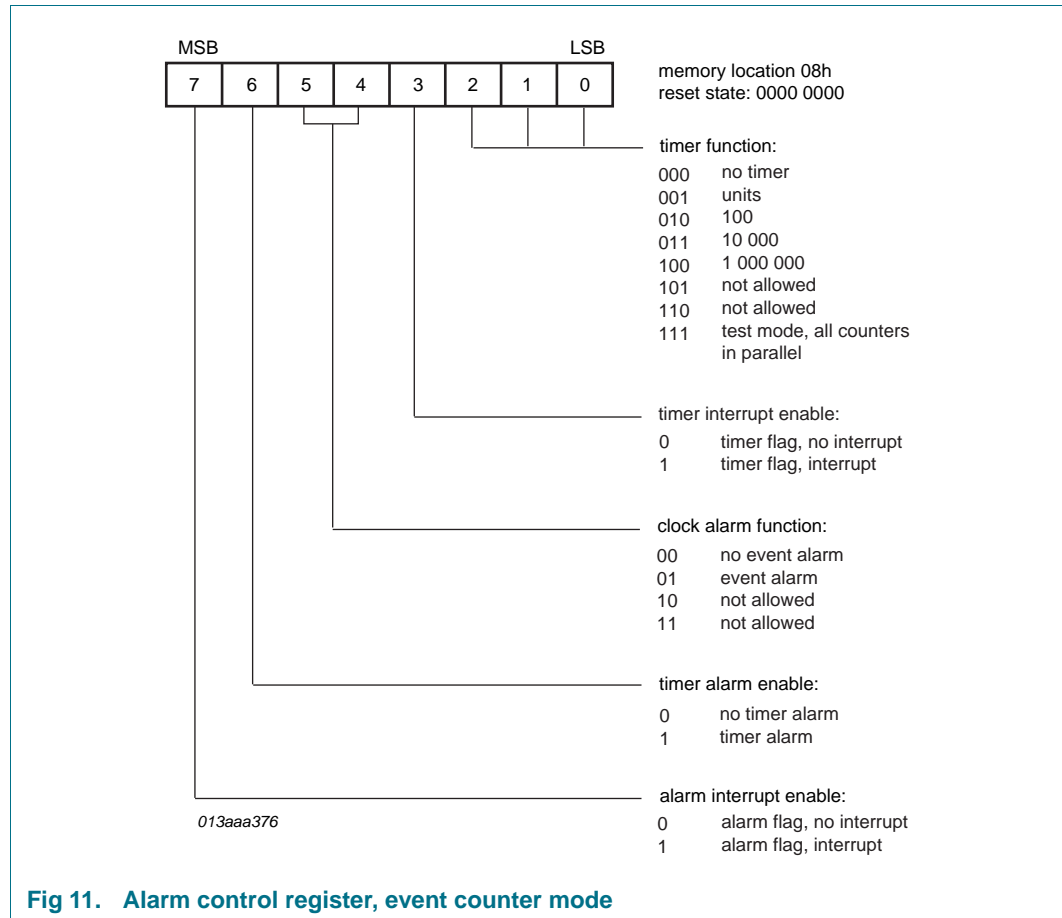 MSB LSB
7 6 5 4 3 2 1 0
memory location 08h
reset state: 0000 0000
timer function:
000 no timer
001 units
010 100
011 10 000
100 1 000 000
101 not allowed
110 not allowed
111 test mode, all counters
in parallel
timer interrupt enable:
0 timer flag, no interrupt
1 timer flag, interrupt
clock alarm function:
00 no event alarm
01 event alarm
10 not allowed
11 not allowed
timer alarm enable:
0 no timer alarm
1 timer alarm
alarm interrupt enable:
0 alarm flag, no interrupt
1 alarm flag, interrupt
013aaa376
Fig 11. Alarm control register, event counter mode